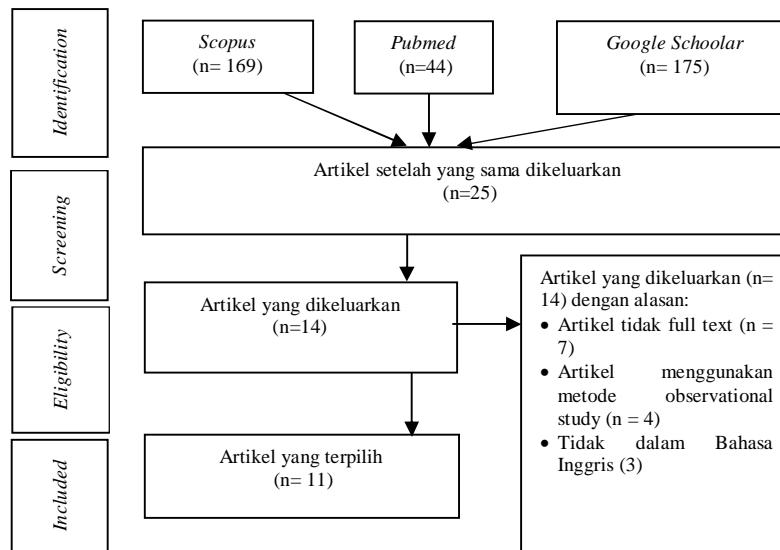 Identification
Scopus
(n= 169)
Pubmed
(n=44)
Google Schoolar
(n= 175)
Artikel setelah yang sama dikeluarkan
(n=25)
Screening
Artikel yang dikeluarkan
(n=14)
Artikel yang dikeluarkan (n=
14) dengan alasan:
• Artikel tidak full text (n =
7)
• Artikel menggunakan
metode observational
study (n = 4)
• Tidak dalam Bahasa
Inggris (3)
Eligibility
Included
Artikel yang terpilih
(n= 11)